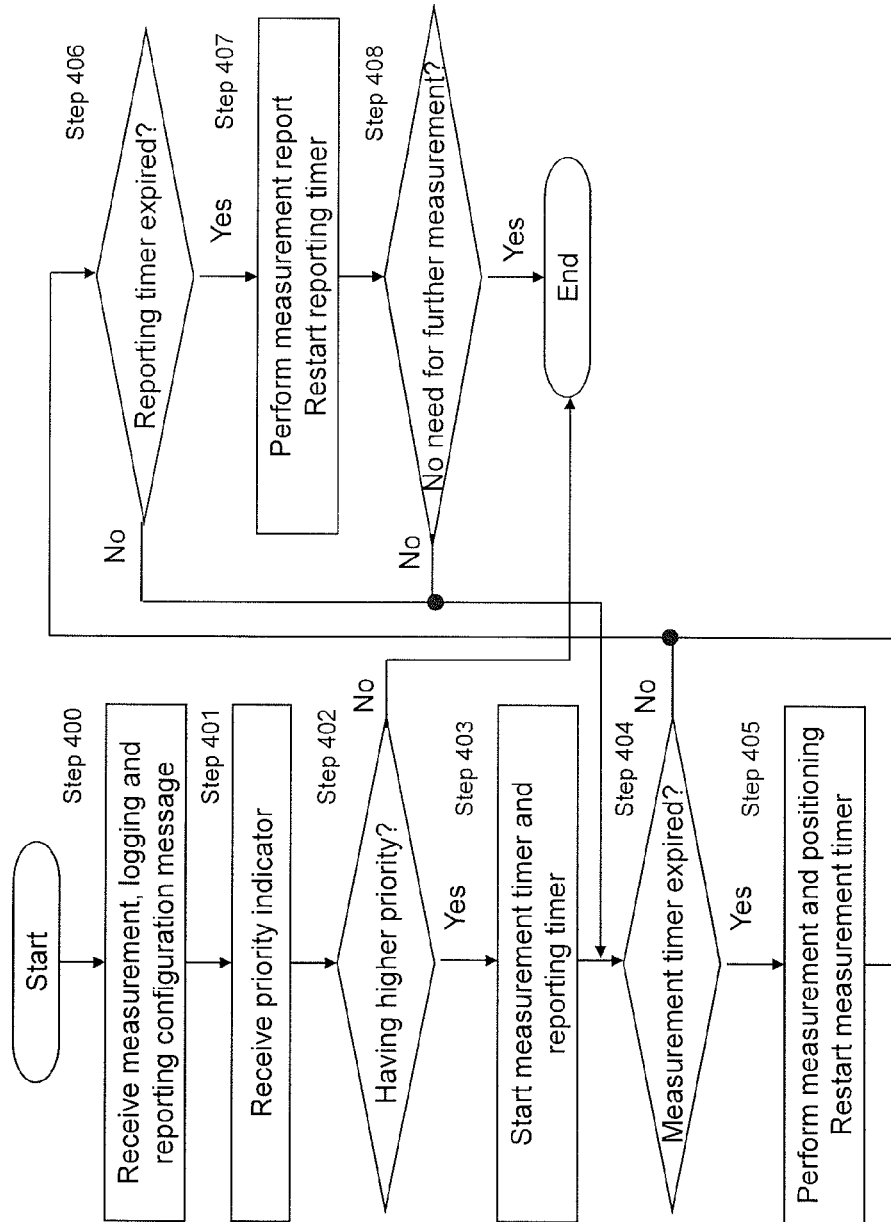 Start
Step 400
Receive measurement, logging and
reporting configuration message
Step 401
Receive priority indicator
Step 402
Having higher priority?
No
Yes
Step 403
Start measurement timer and
reporting timer
Step 404
Measurement timer expired?
No
Yes
Step 405
Perform measurement and positioning
Restart measurement timer
Step 406
Reporting timer expired?
No
Yes
Step 407
Perform measurement report
Restart reporting timer
Step 408
No need for further measurement?
No
Yes
End